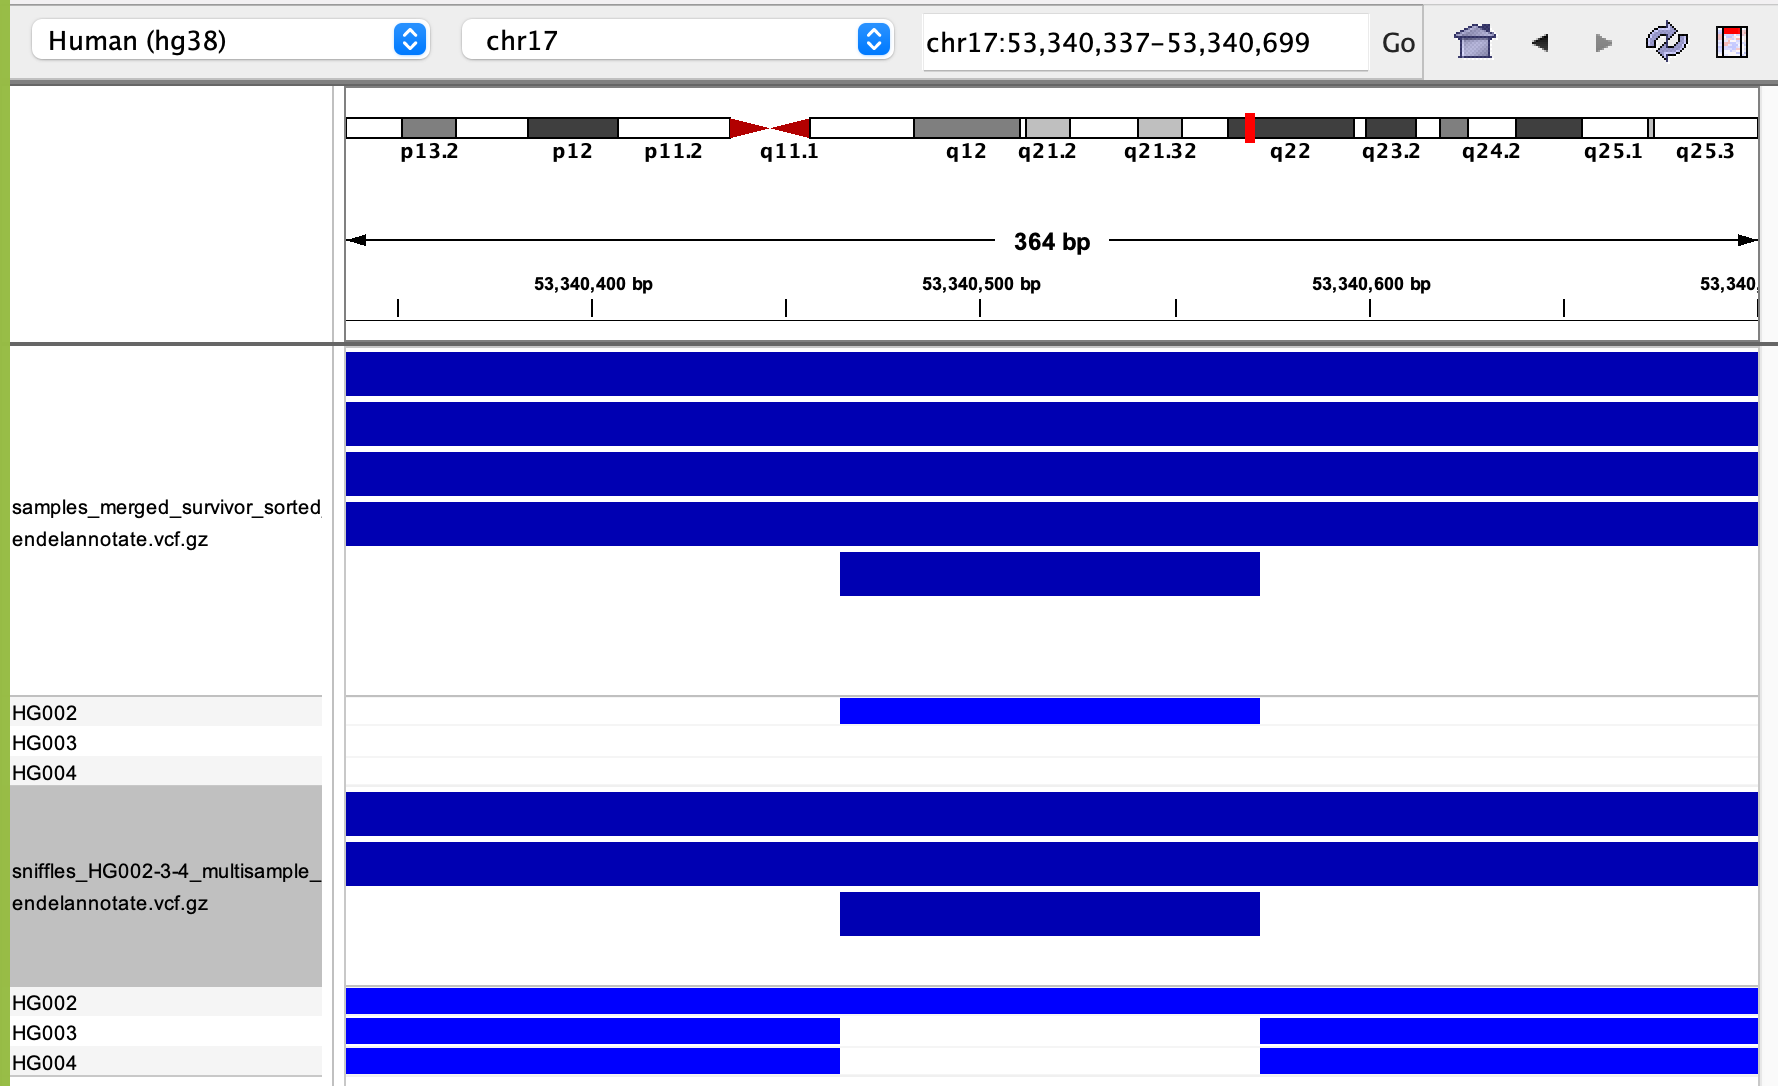 Human (hg38) chr17 chr17:53,340,337-53,340,699 Go
p13.2 p12 p11.2 q11.1 q12 q21.2 q21.32 q22 q23.2 q24.2 q25.1 q25.3
364 bp
53,340,400 bp 53,340,500 bp 53,340,600 bp 53,340,
samples_merged_survivor_sorted_
endelannotate.vcf.gz
HG002
HG003
HG004
sniffles_HG002-3-4_multisample_
endelannotate.vcf.gz
HG002
HG003
HG004